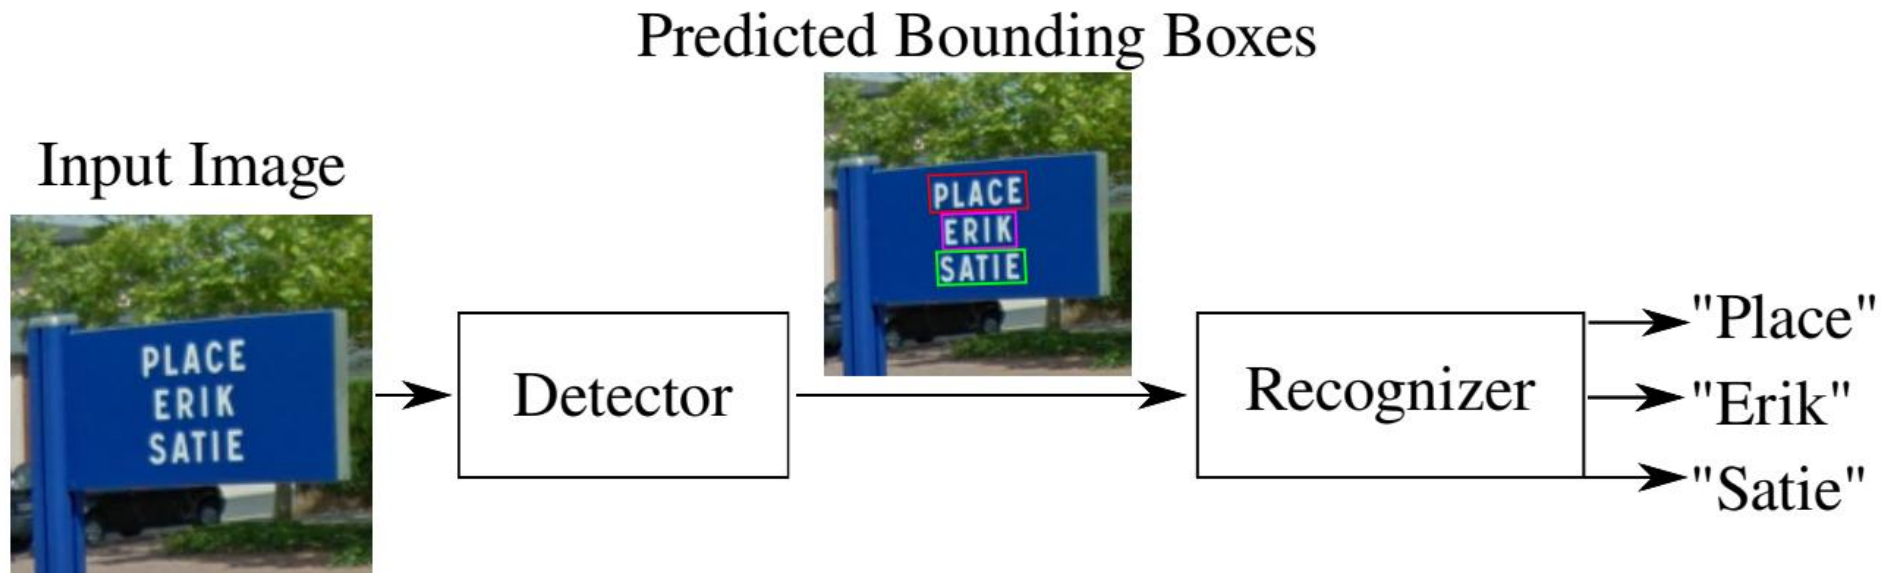 Predicted Bounding Boxes
Input Image
PLACE
ERIK
SATIE
Detector
PLACE
ERIK
SATIE
Recognizer
"Place"
"Erik"
"Satie"